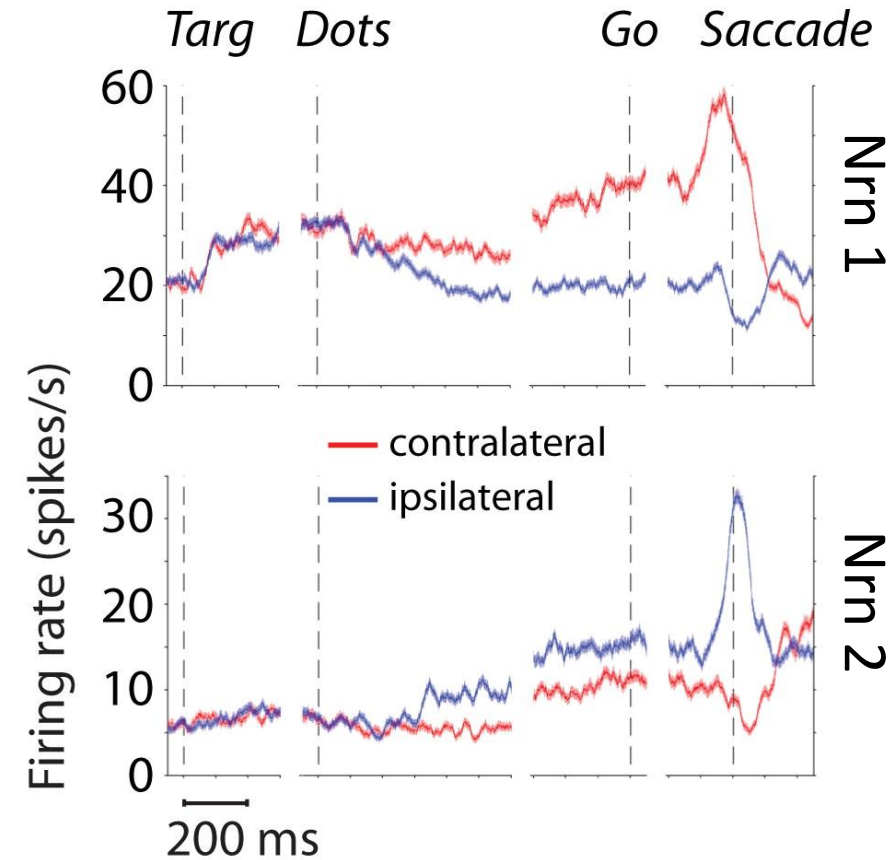 Targ Dots Go Saccade
60
40
20
0
Nrn 1
contralateral
ipsilateral
Firing rate (spikes/s)
30
20
10
0
Nrn 2
200 ms